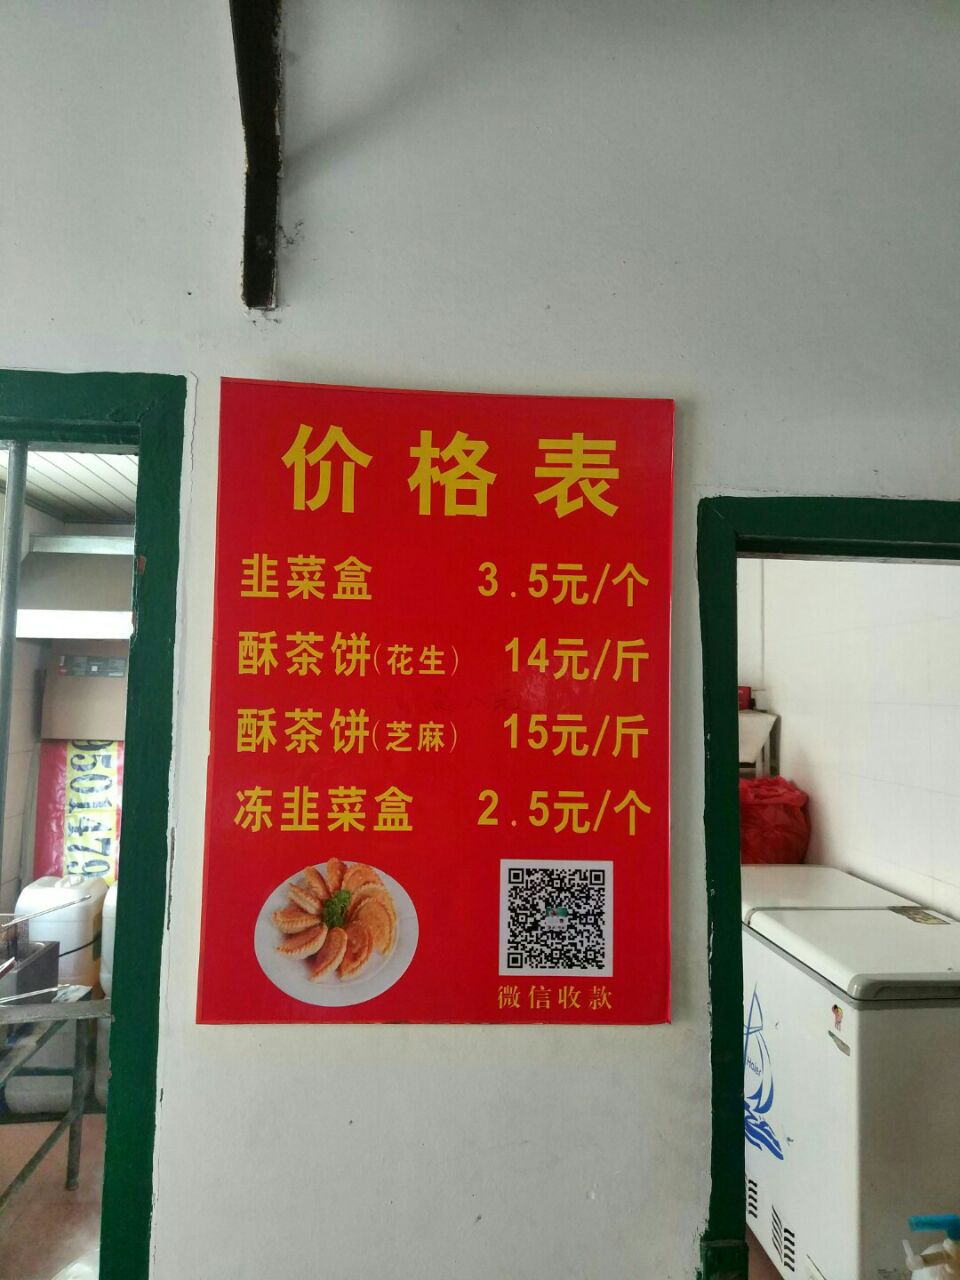 价格表
韭菜盒 3.5元/个
酥茶饼(花生) 14元/斤
酥茶饼(芝麻) 15元/斤
冻韭菜盒 2.5元/个
微信收款
9501479
Haier